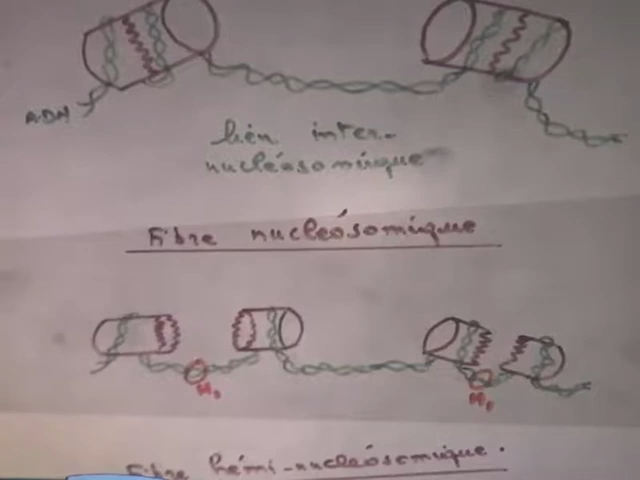 ADN
lien inter-
nucléosomique
Fibre nucléosomique
H1
H1
Fibre hémi-nucléosomique.